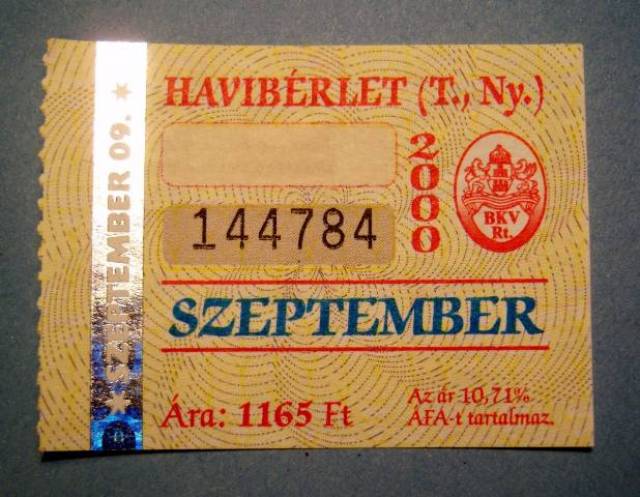 HAVIBÉRLET (T., Ny.)
2000
BKV
Rt.
144784
SZEPTEMBER
Ára: 1165 Ft
Az ár 10,71%
ÁFA-t tartalmaz.
* SZEPTEMBER 09. *